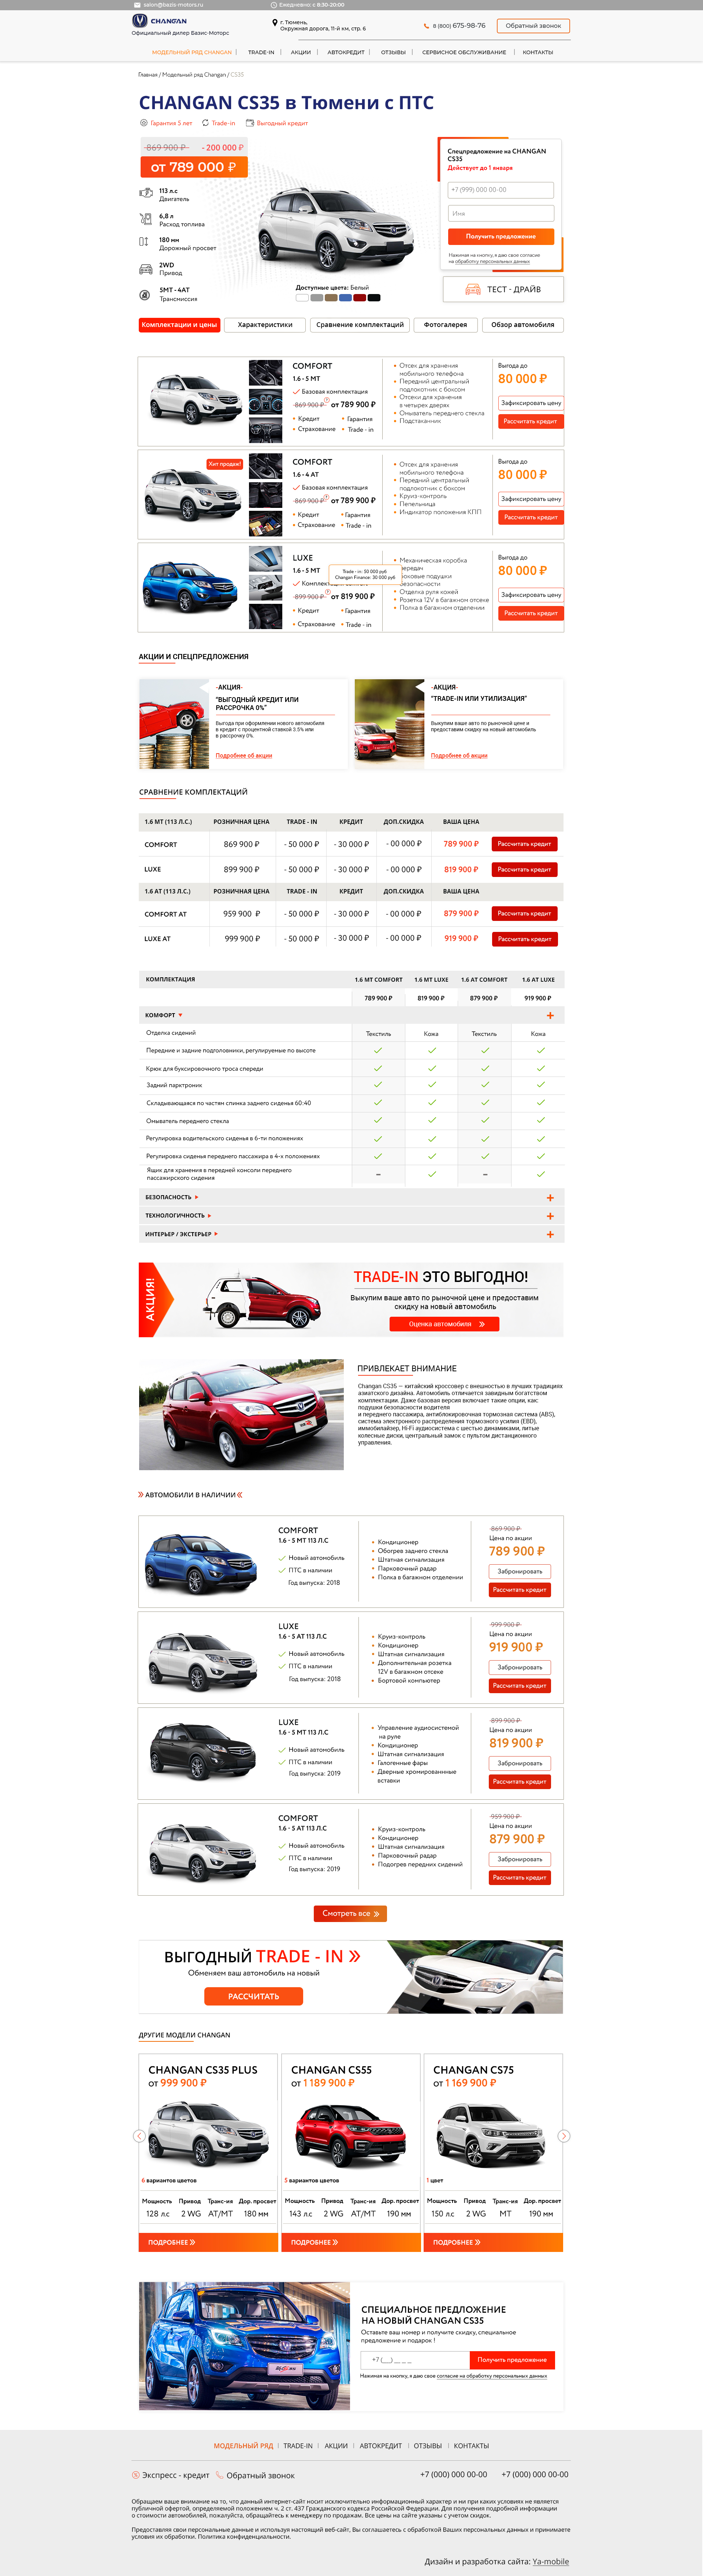 salon@bazis-motors.ru
Ежедневно: с 8:30-20:00
CHANGAN
Официальный дилер Базис-Моторс
г. Тюмень,
Окружная дорога, 11-й км, стр. 6
8 (800) 675-98-76
Обратный звонок
МОДЕЛЬНЫЙ РЯД CHANGAN
TRADE-IN
АКЦИИ
АВТОКРЕДИТ
ОТЗЫВЫ
СЕРВИСНОЕ ОБСЛУЖИВАНИЕ
КОНТАКТЫ
Главная / Модельный ряд Changan / CS35
CHANGAN CS35 в Тюмени с ПТС
Гарантия 5 лет
Trade-in
Выгодный кредит
869 900 ₽
- 200 000 ₽
от 789 000 ₽
113 л.с
Двигатель
6,8 л
Расход топлива
180 мм
Дорожный просвет
2WD
Привод
5MT - 4AT
Трансмиссия
Доступные цвета: Белый
Спецпредложение на CHANGAN
CS35
Действует до 1 января
+7 (999) 000 00-00
Имя
Получить предложение
Нажимая на кнопку, я даю свое согласие
на обработку персональных данных
ТЕСТ - ДРАЙВ
Комплектации и цены
Характеристики
Сравнение комплектаций
Фотогалерея
Обзор автомобиля
COMFORT
1.6 - 5 MT
Базовая комплектация
869 900 ₽ ? от 789 900 ₽
Кредит
Гарантия
Страхование
Trade - in
Отсек для хранения
мобильного телефона
Передний центральный
подлокотник с боксом
Отсеки для хранения
в четырех дверях
Омыватель переднего стекла
Подстаканник
Выгода до
80 000 ₽
Зафиксировать цену
Рассчитать кредит
Хит продаж!
COMFORT
1.6 - 4 AT
Базовая комплектация
869 900 ₽ ? от 789 900 ₽
Кредит
Гарантия
Страхование
Trade - in
Отсек для хранения
мобильного телефона
Передний центральный
подлокотник с боксом
Круиз-контроль
Пепельница
Индикатор положения КПП
Выгода до
80 000 ₽
Зафиксировать цену
Рассчитать кредит
LUXE
1.6 - 5 MT
Trade - in: 50 000 руб
Changan Finance: 30 000 руб
899 900 ₽ ? от 819 900 ₽
Кредит
Гарантия
Страхование
Trade - in
Механическая коробка
передач
Боковые подушки
безопасности
Отделка руля кожей
Розетка 12V в багажном отсеке
Полка в багажном отделении
Выгода до
80 000 ₽
Зафиксировать цену
Рассчитать кредит
АКЦИИ И СПЕЦПРЕДЛОЖЕНИЯ
-АКЦИЯ-
"ВЫГОДНЫЙ КРЕДИТ ИЛИ
РАССРОЧКА 0%"
Выгода при оформлении нового автомобиля
в кредит с процентной ставкой 3.5% или
в рассрочку 0%.
Подробнее об акции
-АКЦИЯ-
"TRADE-IN ИЛИ УТИЛИЗАЦИЯ"
Выкупим ваше авто по рыночной цене и
предоставим скидку на новый автомобиль
Подробнее об акции
СРАВНЕНИЕ КОМПЛЕКТАЦИЙ
1.6 МТ (113 Л.С.) РОЗНИЧНАЯ ЦЕНА TRADE - IN КРЕДИТ ДОП.СКИДКА ВАША ЦЕНА
COMFORT 869 900 ₽ - 50 000 ₽ - 30 000 ₽ - 00 000 ₽ 789 900 ₽ Рассчитать кредит
LUXE 899 900 ₽ - 50 000 ₽ - 30 000 ₽ - 00 000 ₽ 819 900 ₽ Рассчитать кредит
1.6 АТ (113 Л.С.) РОЗНИЧНАЯ ЦЕНА TRADE - IN КРЕДИТ ДОП.СКИДКА ВАША ЦЕНА
COMFORT AT 959 900 ₽ - 50 000 ₽ - 30 000 ₽ - 00 000 ₽ 879 900 ₽ Рассчитать кредит
LUXE AT 999 900 ₽ - 50 000 ₽ - 30 000 ₽ - 00 000 ₽ 919 900 ₽ Рассчитать кредит
КОМПЛЕКТАЦИЯ 1.6 MT COMFORT 1.6 MT LUXE 1.6 AT COMFORT 1.6 AT LUXE
789 900 ₽ 819 900 ₽ 879 900 ₽ 919 900 ₽
КОМФОРТ
Отделка сидений Текстиль Кожа Текстиль Кожа
Передние и задние подголовники, регулируемые по высоте
Крюк для буксировочного троса спереди
Задний парктроник
Складывающаяся по частям спинка заднего сиденья 60:40
Омыватель переднего стекла
Регулировка водительского сиденья в 6-ти положениях
Регулировка сиденья переднего пассажира в 4-х положениях
Ящик для хранения в передней консоли переднего
пассажирского сидения
БЕЗОПАСНОСТЬ
ТЕХНОЛОГИЧНОСТЬ
ИНТЕРЬЕР / ЭКСТЕРЬЕР
АКЦИЯ!
TRADE-IN ЭТО ВЫГОДНО!
Выкупим ваше авто по рыночной цене и предоставим
скидку на новый автомобиль
Оценка автомобиля
ПРИВЛЕКАЕТ ВНИМАНИЕ
Changan CS35 — китайский кроссовер с внешностью в лучших традициях
азиатского дизайна. Автомобиль отличается завидным богатством
комплектации. Даже базовая версия включает такие опции, как:
подушки безопасности водителя
и переднего пассажира, антиблокировочная тормозная система (ABS),
система электронного распределения тормозного усилия (EBD),
иммобилайзер, Hi-Fi аудиосистема с шестью динамиками, литые
колесные диски, центральный замок с пультом дистанционного
управления.
АВТОМОБИЛИ В НАЛИЧИИ
COMFORT
1.6 - 5 MT 113 Л.С
Новый автомобиль
ПТС в наличии
Год выпуска: 2018
Кондиционер
Обогрев заднего стекла
Штатная сигнализация
Парковочный радар
Полка в багажном отделении
869 900 ₽
Цена по акции
789 900 ₽
Забронировать
Рассчитать кредит
LUXE
1.6 - 5 AT 113 Л.С
Новый автомобиль
ПТС в наличии
Год выпуска: 2018
Круиз-контроль
Кондиционер
Штатная сигнализация
Дополнительная розетка
12V в багажном отсеке
Бортовой компьютер
999 900 ₽
Цена по акции
919 900 ₽
Забронировать
Рассчитать кредит
LUXE
1.6 - 5 MT 113 Л.С
Новый автомобиль
ПТС в наличии
Год выпуска: 2019
Управление аудиосистемой
на руле
Кондиционер
Штатная сигнализация
Галогенные фары
Дверные хромированнные
вставки
899 900 ₽
Цена по акции
819 900 ₽
Забронировать
Рассчитать кредит
COMFORT
1.6 - 5 AT 113 Л.С
Новый автомобиль
ПТС в наличии
Год выпуска: 2019
Круиз-контроль
Кондиционер
Штатная сигнализация
Парковочный радар
Подогрев передних сидений
959 900 ₽
Цена по акции
879 900 ₽
Забронировать
Рассчитать кредит
Смотреть все
ВЫГОДНЫЙ TRADE - IN
Обменяем ваш автомобиль на новый
РАССЧИТАТЬ
ДРУГИЕ МОДЕЛИ CHANGAN
CHANGAN CS35 PLUS
ОТ 999 900 ₽
6 вариантов цветов
Мощность Привод Транс-ия Дор. просвет
128 л.с 2 WG AT/MT 180 мм
ПОДРОБНЕЕ
CHANGAN CS55
ОТ 1 189 900 ₽
5 вариантов цветов
Мощность Привод Транс-ия Дор. просвет
143 л.с 2 WG AT/MT 190 мм
ПОДРОБНЕЕ
CHANGAN CS75
ОТ 1 169 900 ₽
1 цвет
Мощность Привод Транс-ия Дор. просвет
150 л.с 2 WG MT 190 мм
ПОДРОБНЕЕ
СПЕЦИАЛЬНОЕ ПРЕДЛОЖЕНИЕ
НА НОВЫЙ CHANGAN CS35
Оставьте ваш номер и получите скидку, специальное
предложение и подарок !
+7 (___) __ _ _
Получить предложение
Нажимая на кнопку, я даю свое согласие на обработку персональных данных
МОДЕЛЬНЫЙ РЯД
TRADE-IN
АКЦИИ
АВТОКРЕДИТ
ОТЗЫВЫ
КОНТАКТЫ
Экспресс - кредит
Обратный звонок
+7 (000) 000 00-00
+7 (000) 000 00-00
Обращаем ваше внимание на то, что данный интернет-сайт носит исключительно информационный характер и ни при каких условиях не является
публичной офертой, определяемой положением ч. 2 ст. 437 Гражданского кодекса Российской Федерации. Для получения подробной информации
о стоимости автомобилей, пожалуйста, обращайтесь к менеджеру по продажам. Все цены на сайте указаны с учетом скидок.
Предоставляя свои персональные данные и используя настоящий веб-сайт, Вы соглашаетесь с обработкой Ваших персональных данных и принимаете
условия их обработки. Политика конфиденциальности.
Дизайн и разработка сайта: Ya-mobile